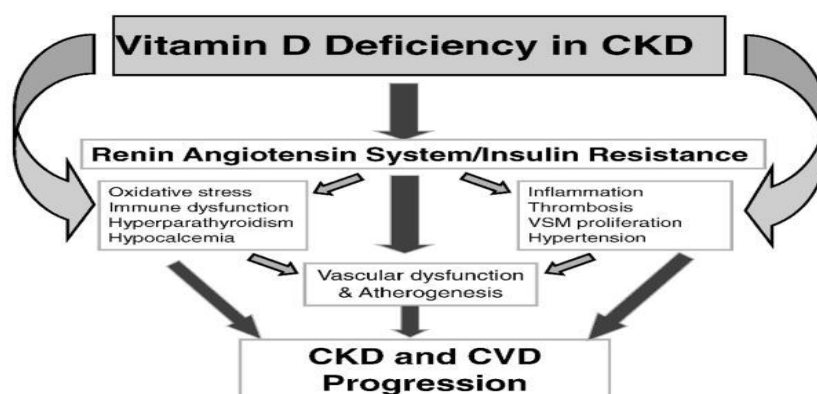 Vitamin D Deficiency in CKD
Renin Angiotensin System/Insulin Resistance
Oxidative stress
Immune dysfunction
Hyperparathyroidism
Hypocalcemia
Inflammation
Thrombosis
VSM proliferation
Hypertension
Vascular dysfunction
& Atherogenesis
CKD and CVD
Progression